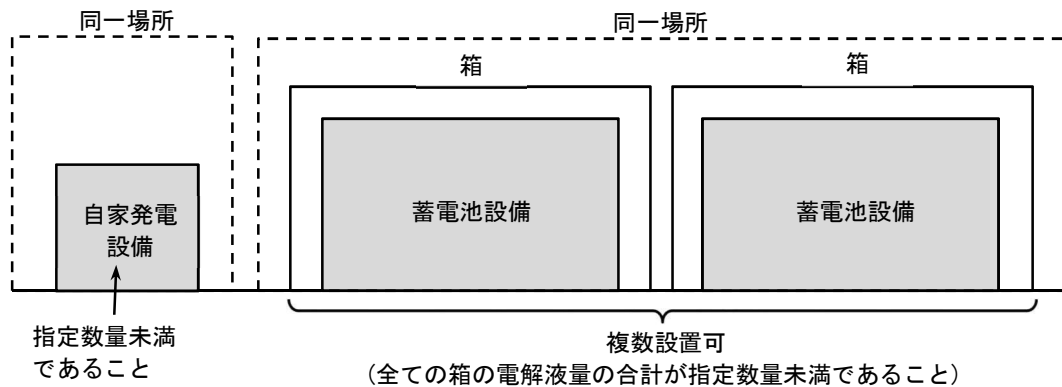 同一場所
同一場所
箱
箱
自家発電
設備
蓄電池設備
蓄電池設備
指定数量未満
であること
複数設置可
（全ての箱の電解液量の合計が指定数量未満であること）